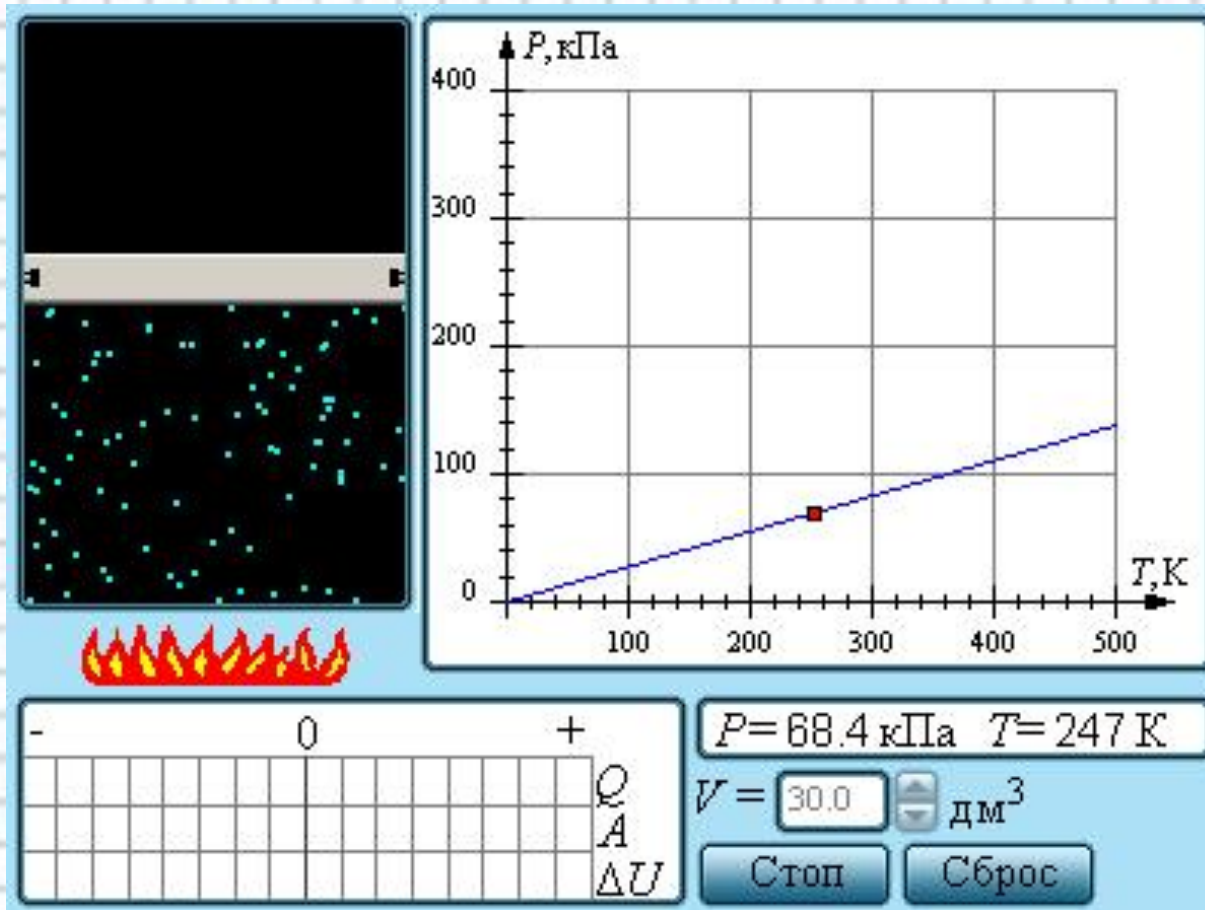 P, кПа
400
300
200
100
0
T, К
100 200 300 400 500
- 0 +
Q
A
ΔU
P= 68.4 кПа T= 247 К
V = 30.0 дм³
Стоп Сброс